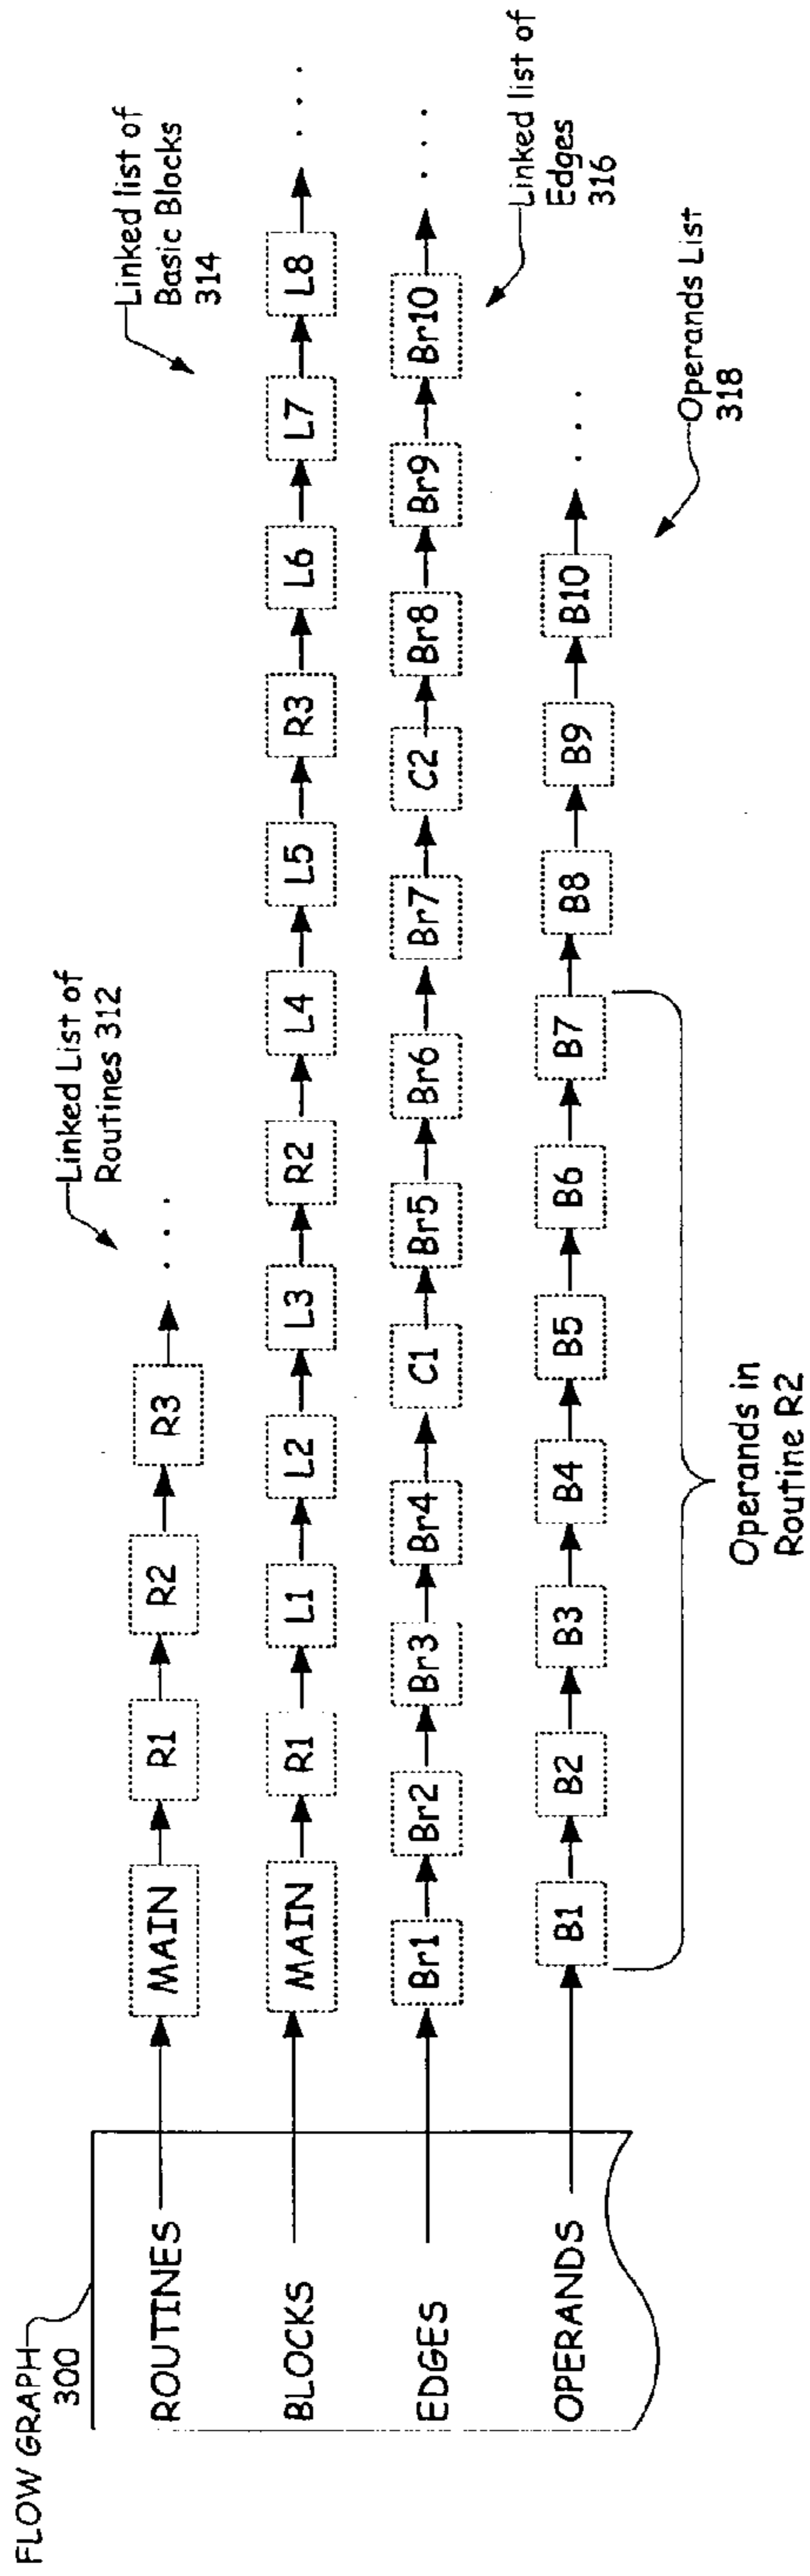 FLOW GRAPH
300
ROUTINES
MAIN
R1
R2
R3
. . .
Linked List of
Routines 312
BLOCKS
MAIN
R1
L1
L2
L3
R2
L4
L5
R3
L6
L7
L8
. . .
Linked list of
Basic Blocks
314
EDGES
Br1
Br2
Br3
Br4
C1
Br5
Br6
Br7
C2
Br8
Br9
Br10
. . .
Linked list of
Edges
316
OPERANDS
B1
B2
B3
B4
B5
B6
B7
B8
B9
B10
. . .
Operands List
318
Operands in
Routine R2